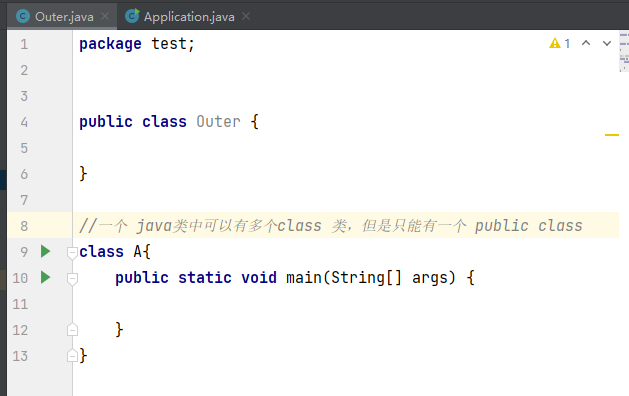 Outer.java
Application.java
1 package test;
1
2
3
4 public class Outer {
5
6 }
7
8 //一个 java类中可以有多个class 类，但是只能有一个 public class
9 class A{
10 public static void main(String[] args) {
11
12 }
13 }